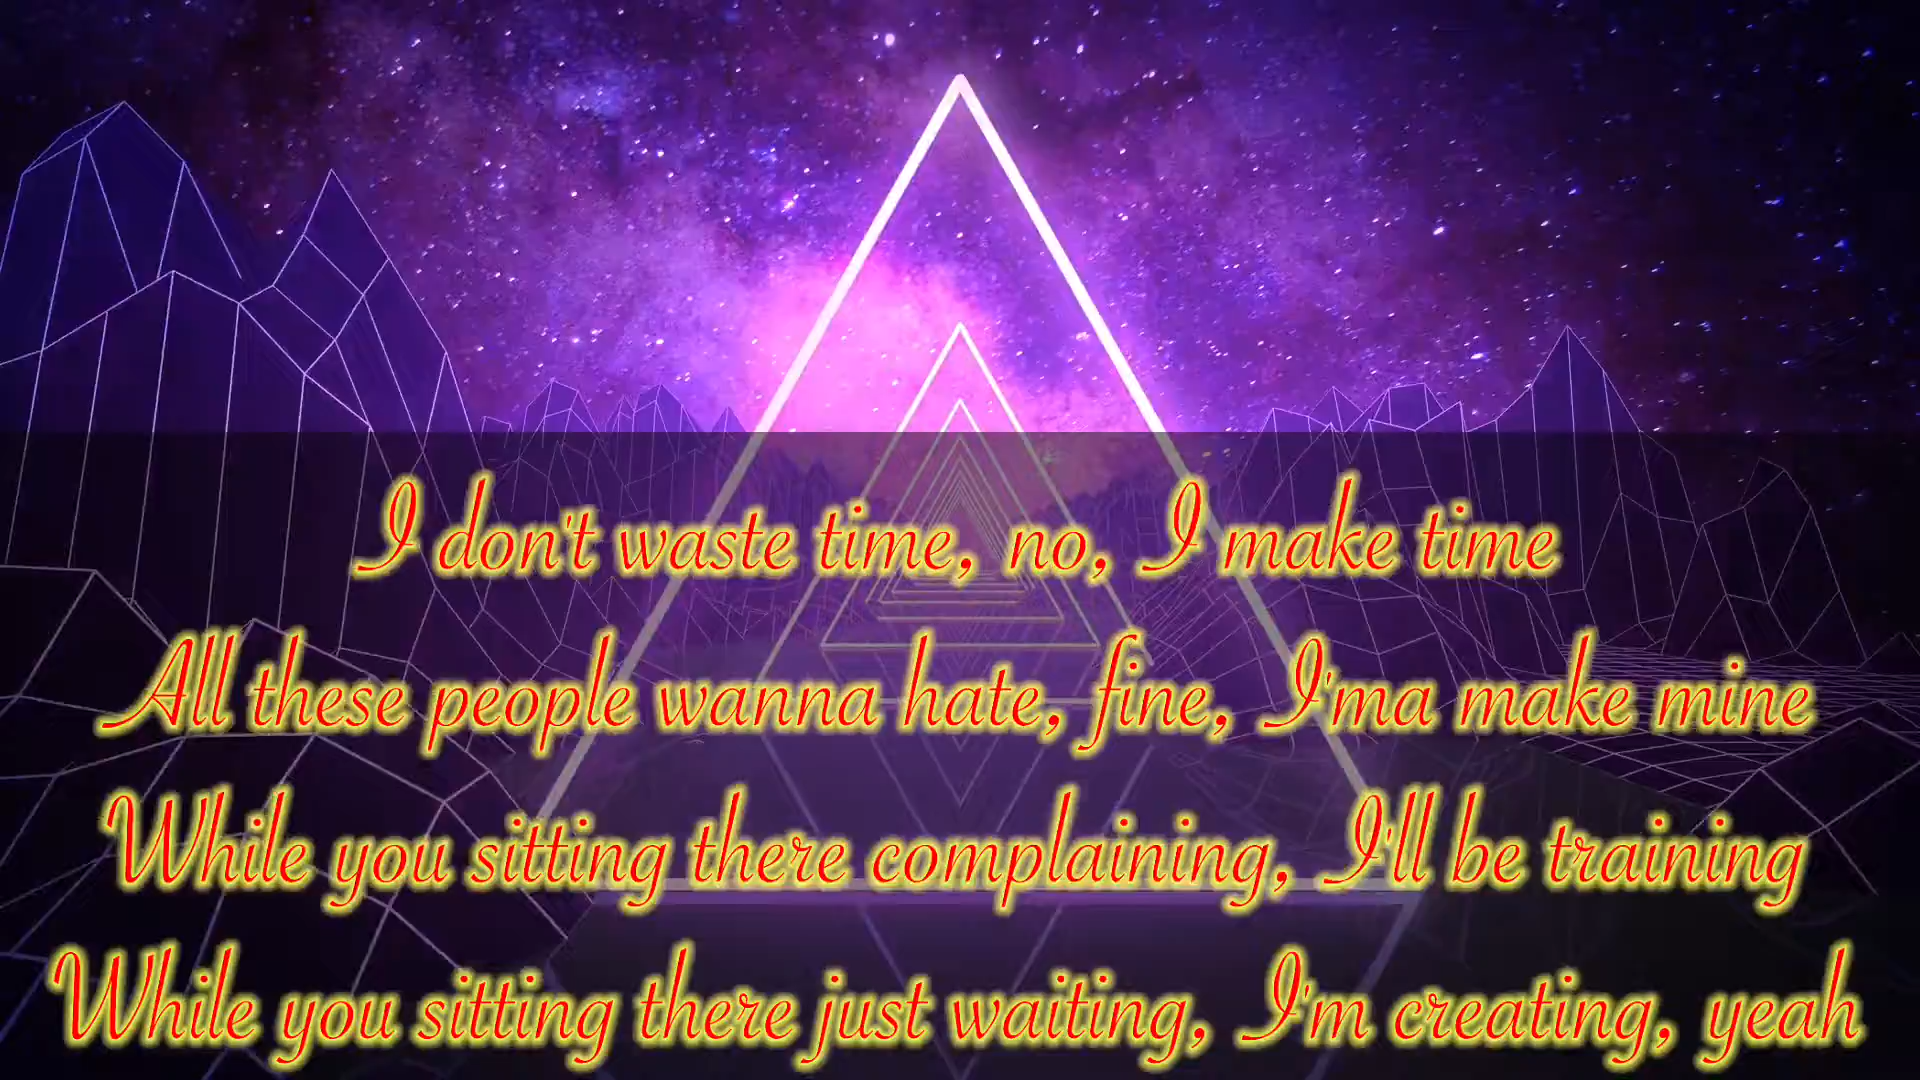 I don't waste time, no, I make time
All these people wanna hate, fine, I'ma make mine
While you sitting there complaining, I'll be training
While you sitting there just waiting, I'm creating, yeah